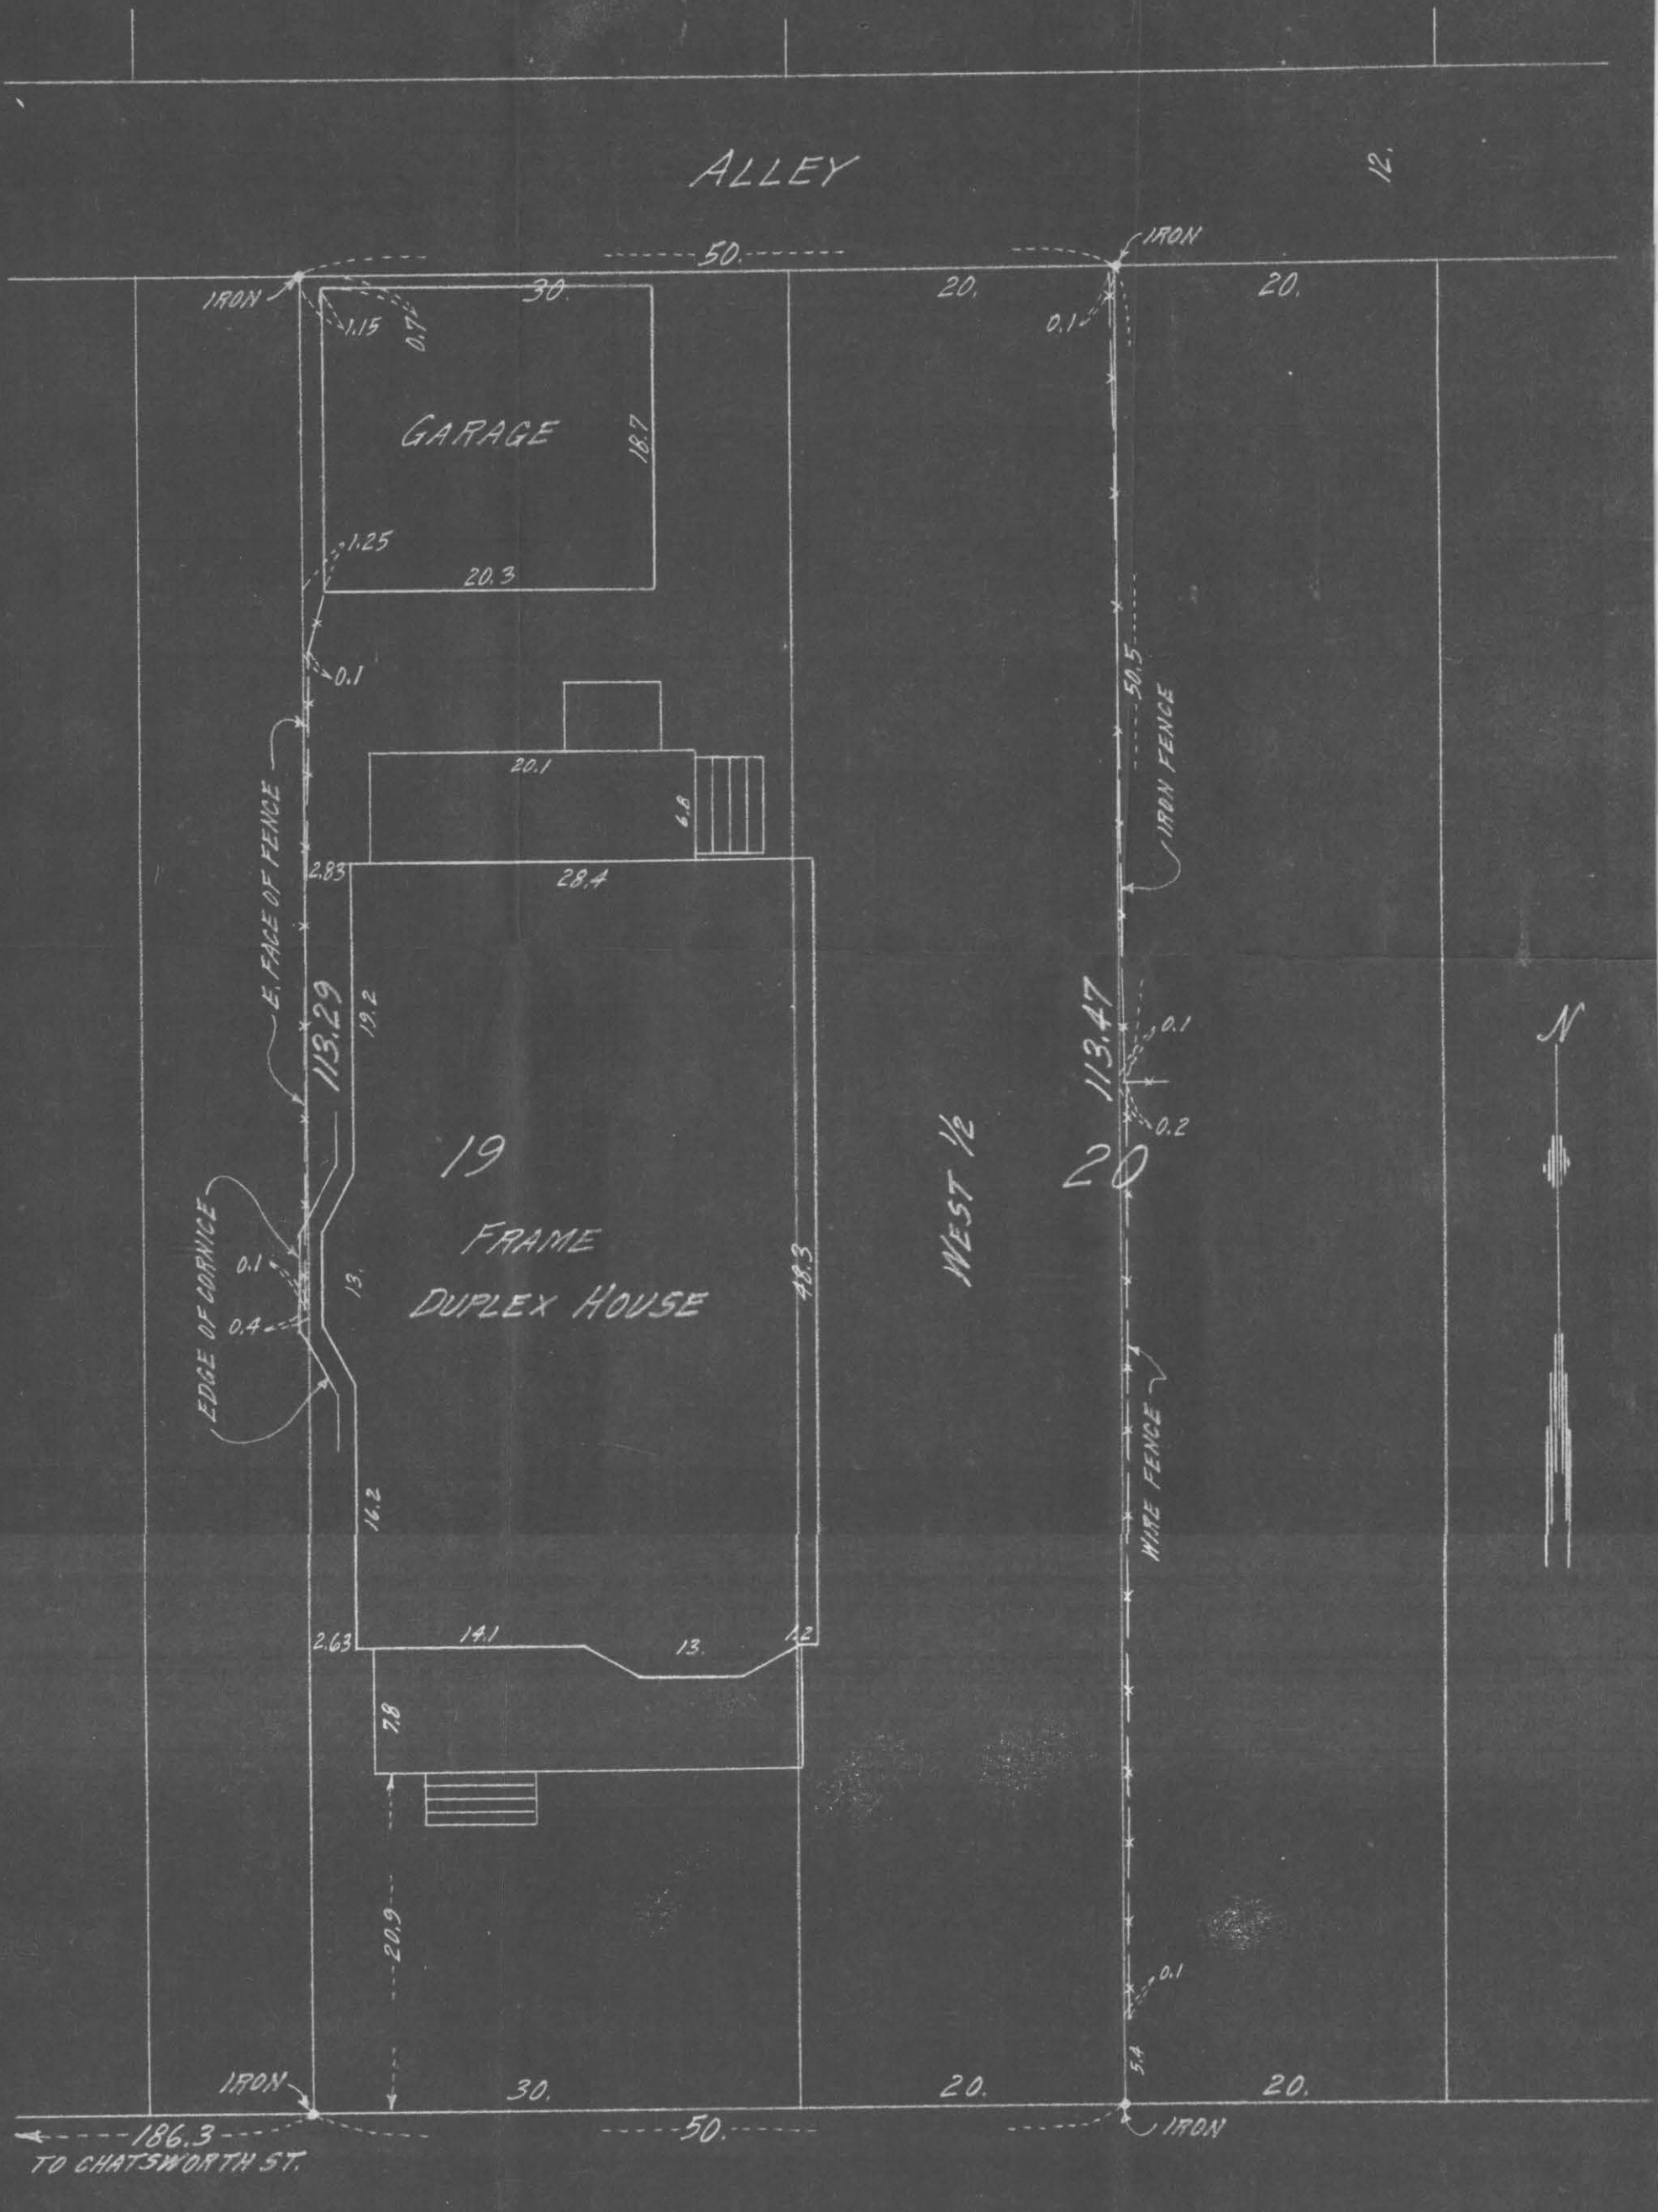 ALLEY
12.
50.
IRON
IRON
30.
20.
20.
1.15
0.7
0.1
GARAGE
18.7
1.25
20.3
0.1
50.5
IRON FENCE
20.1
6.8
E. FACE OF FENCE
2.83
28.4
113.29
19.2
113.47
0.1
N
0.2
19
WEST 1/2
20
EDGE OF CORNICE
FRAME
DUPLEX HOUSE
0.1
13.
48.3
0.4
WIRE FENCE
16.2
2.63
14.1
13.
1.2
7.8
20.9
0.1
5.4
IRON
30.
20.
20.
186.3
50.
IRON
TO CHATSWORTH ST.